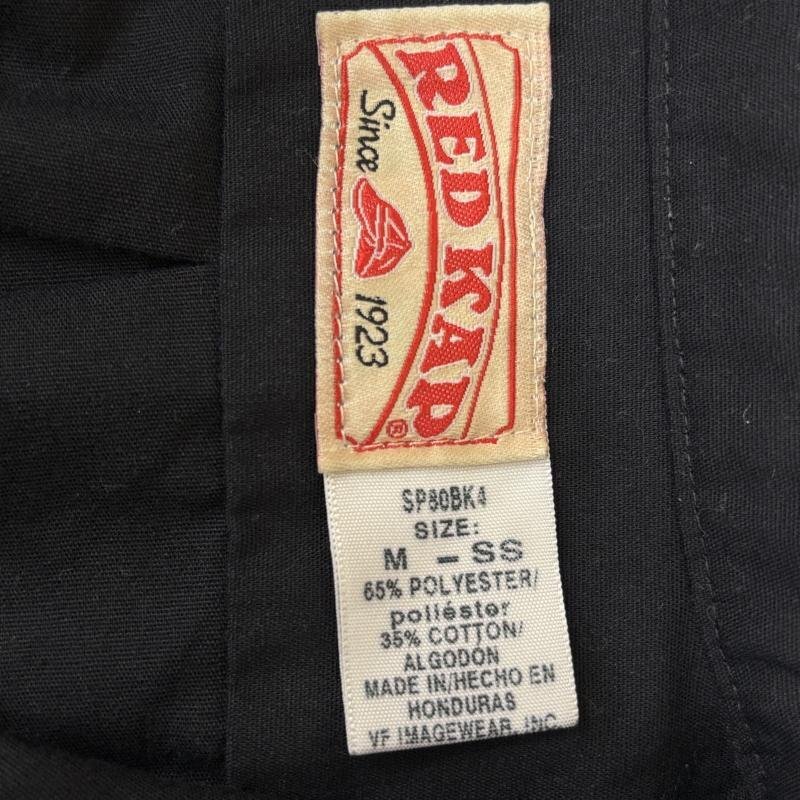 RED KAP®
Since 1923
SP80BK4
SIZE:
M - SS
65% POLYESTER/
poliéster
35% COTTON/
ALGODÓN
MADE IN/HECHO EN
HONDURAS
VF IMAGEWEAR, INC.